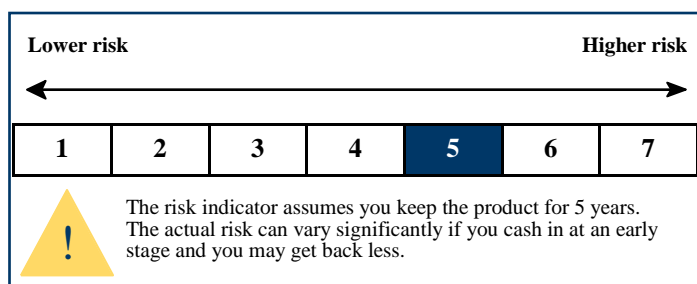 Lower risk Higher risk
1 2 3 4 5 6 7
The risk indicator assumes you keep the product for 5 years.
The actual risk can vary significantly if you cash in at an early
stage and you may get back less.
!